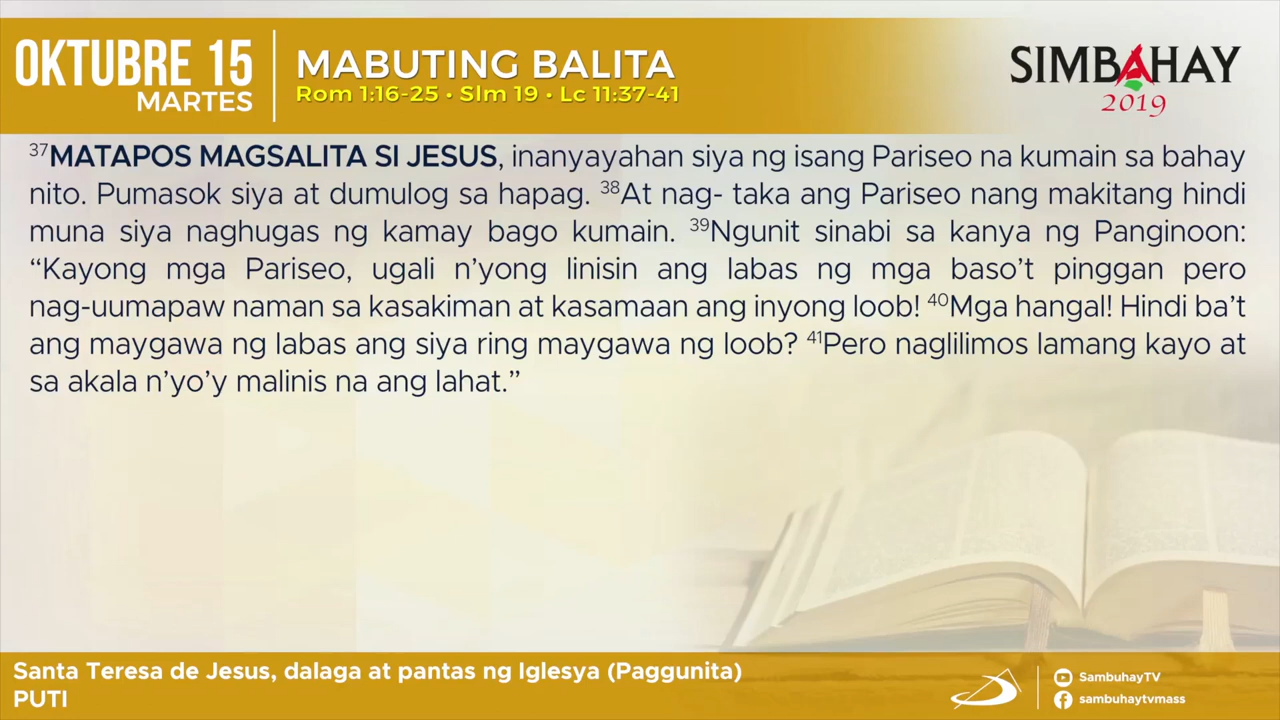 OKTUBRE 15
MARTES
MABUTING BALITA
Rom 1:16-25 • Slm 19 • Lc 11:37-41
SIMBAHAY
2019
37MATAPOS MAGSALITA SI JESUS, inanyayahan siya ng isang Pariseo na kumain sa bahay
nito. Pumasok siya at dumulog sa hapag. 38At nag- taka ang Pariseo nang makitang hindi
muna siya naghugas ng kamay bago kumain. 39Ngunit sinabi sa kanya ng Panginoon:
“Kayong mga Pariseo, ugali n’yong linisin ang labas ng mga baso’t pinggan pero
nag-uumapaw naman sa kasakiman at kasamaan ang inyong loob! 40Mga hangal! Hindi ba’t
ang maygawa ng labas ang siya ring maygawa ng loob? 41Pero naglilimos lamang kayo at
sa akala n’yo’y malinis na ang lahat.”
Santa Teresa de Jesus, dalaga at pantas ng Iglesya (Paggunita)
PUTI
SambuhayTV
sambuhaytvmass